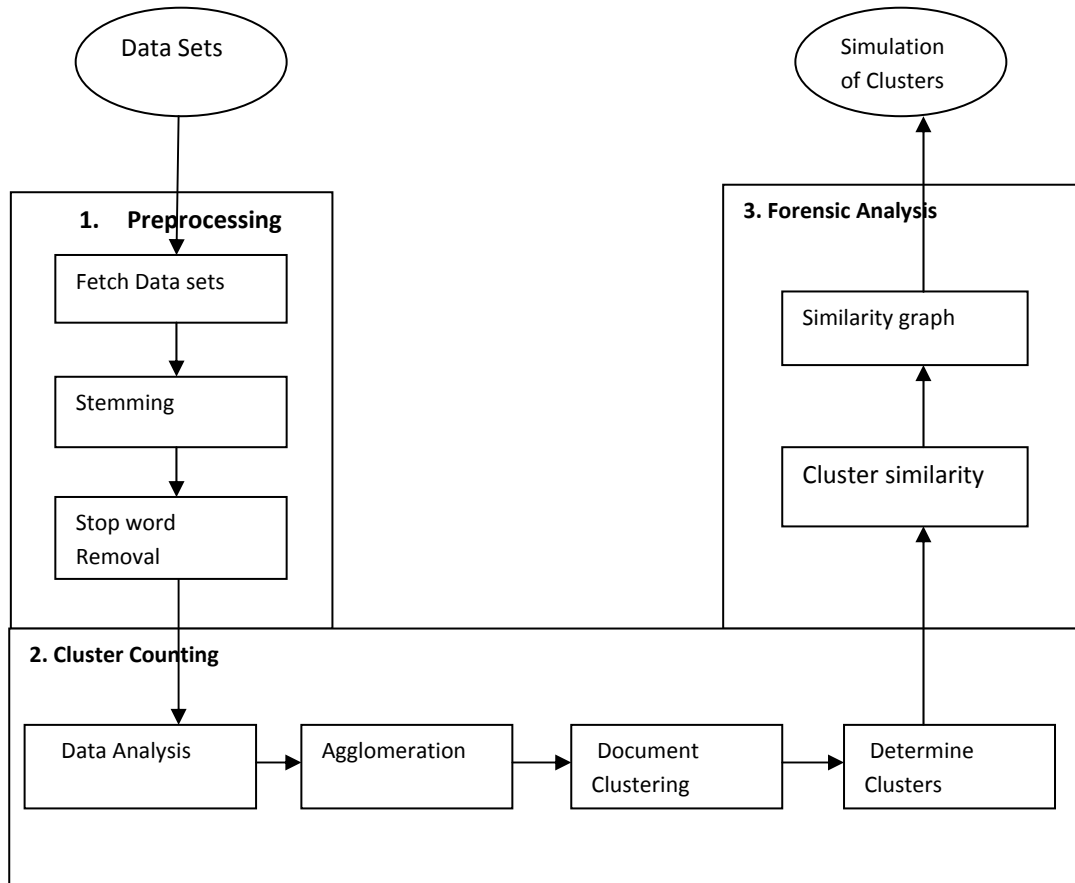 Data Sets
1. Preprocessing
Fetch Data sets
Stemming
Stop word
Removal
2. Cluster Counting
Data Analysis
Agglomeration
Document
Clustering
Determine
Clusters
3. Forensic Analysis
Cluster similarity
Similarity graph
Simulation
of Clusters